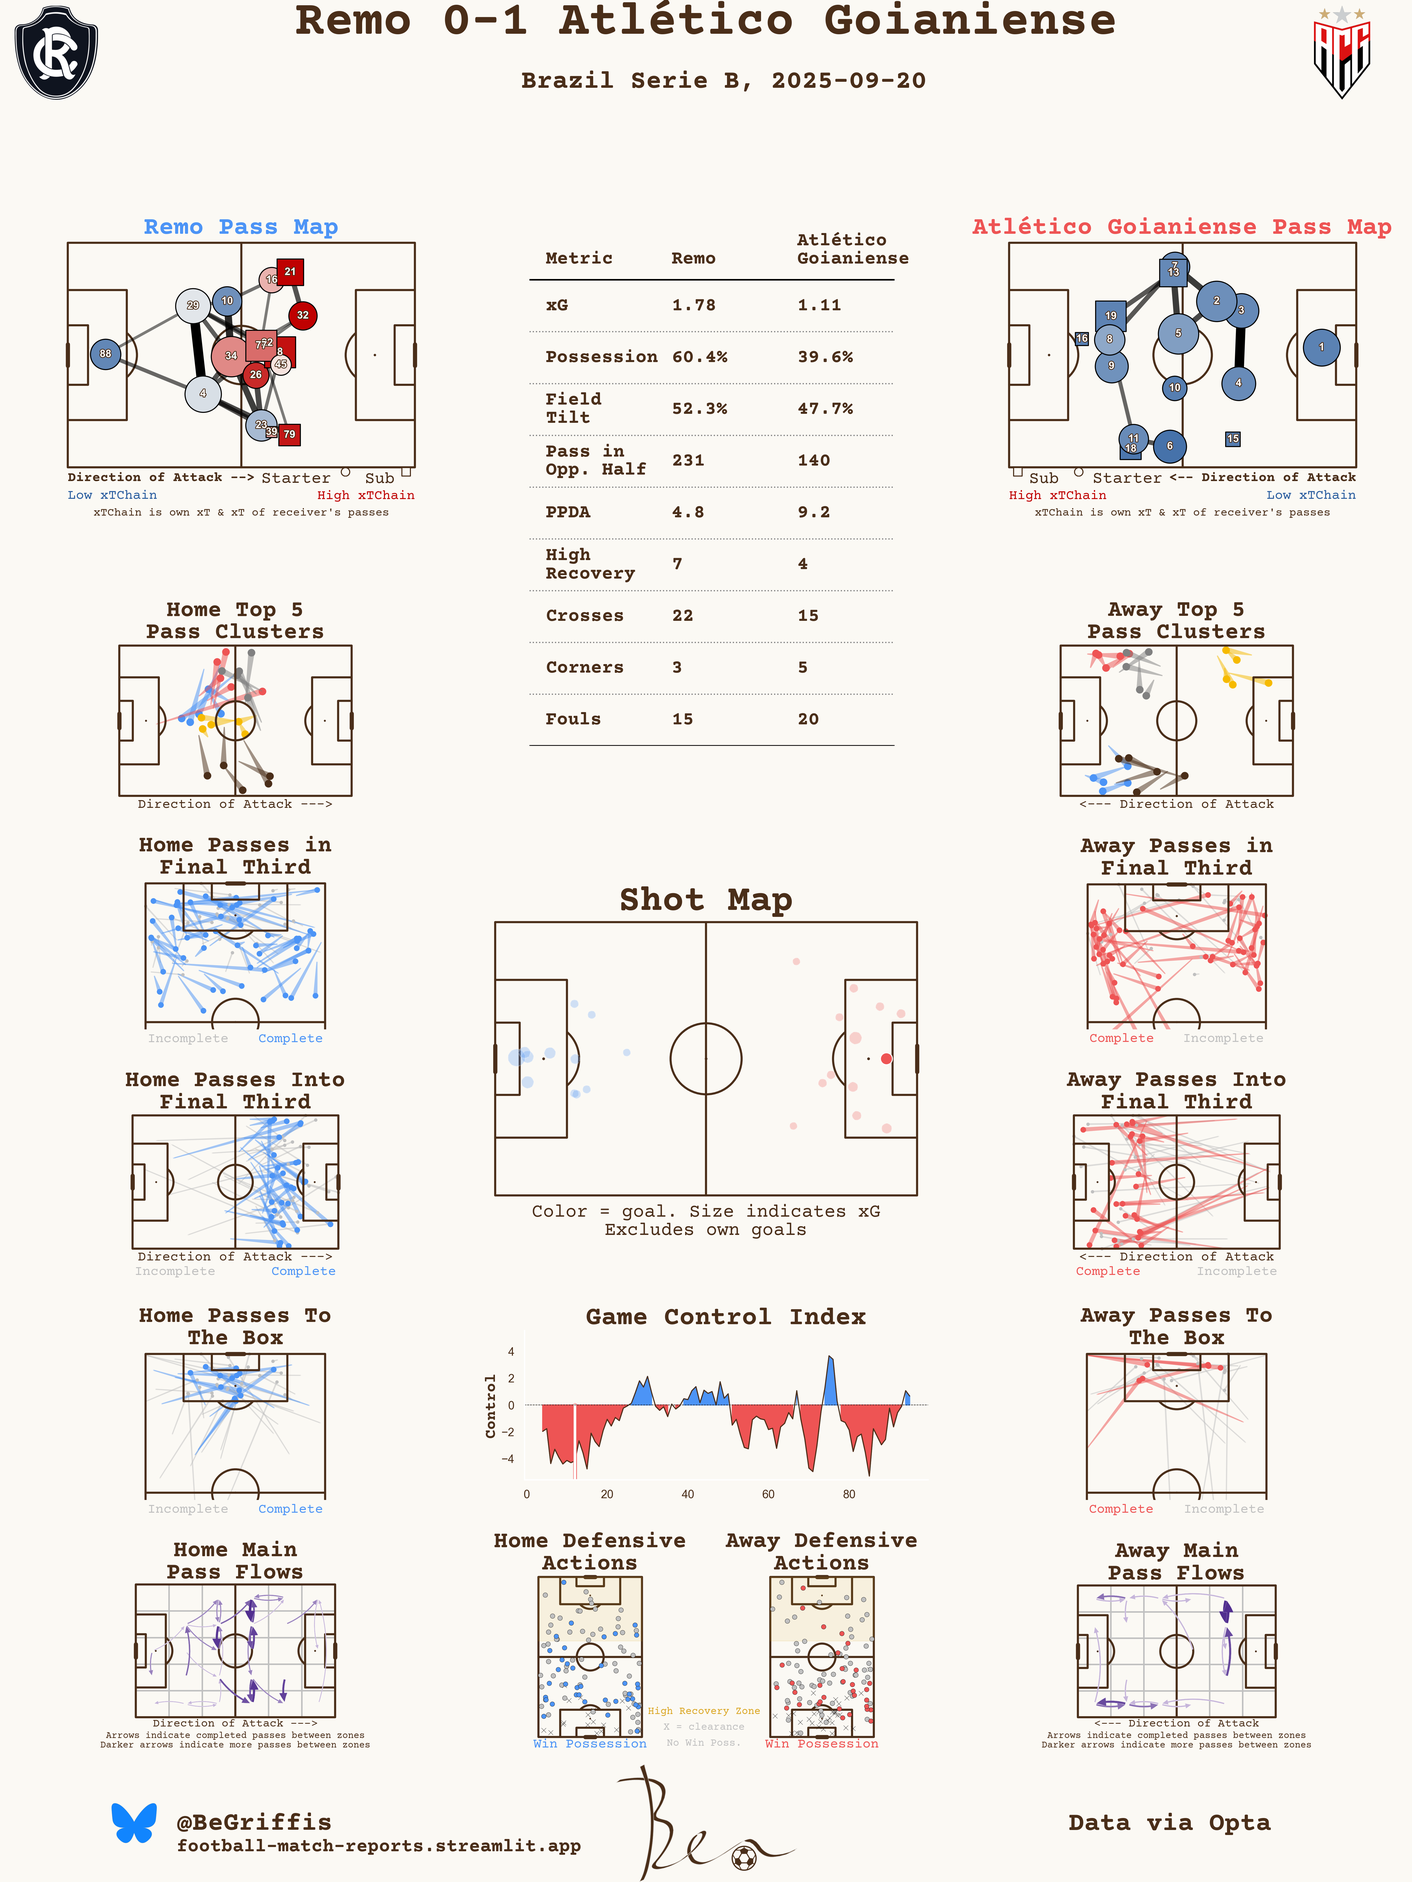 Remo 0-1 Atlético Goianiense
Brazil Serie B, 2025-09-20
Remo Pass Map
29
10
16
21
32
88
34
77
8
45
26
4
23
39
79
Direction of Attack --> Starter Sub
Low xTChain High xTChain
xTChain is own xT & xT of receiver's passes
Metric Remo Atlético
Goianiense
xG 1.78 1.11
Possession 60.4% 39.6%
Field
Tilt 52.3% 47.7%
Pass in
Opp. Half 231 140
PPDA 4.8 9.2
High
Recovery 7 4
Crosses 22 15
Corners 3 5
Fouls 15 20
Atlético Goianiense Pass Map
7
13
2
3
19
16
8
5
1
9
10
4
11
18
6
15
Sub Starter <-- Direction of Attack
High xTChain Low xTChain
xTChain is own xT & xT of receiver's passes
Home Top 5
Pass Clusters
Direction of Attack --->
Away Top 5
Pass Clusters
<--- Direction of Attack
Home Passes in
Final Third
Incomplete Complete
Away Passes in
Final Third
Complete Incomplete
Shot Map
Color = goal. Size indicates xG
Excludes own goals
Home Passes Into
Final Third
Direction of Attack --->
Incomplete Complete
Away Passes Into
Final Third
<--- Direction of Attack
Complete Incomplete
Home Passes To
The Box
Incomplete Complete
Game Control Index
Control
4
2
0
−2
−4
0 20 40 60 80
Away Passes To
The Box
Complete Incomplete
Home Main
Pass Flows
Direction of Attack --->
Arrows indicate completed passes between zones
Darker arrows indicate more passes between zones
Home Defensive
Actions
Win Possession
Away Defensive
Actions
Win Possession
High Recovery Zone
X = clearance
No Win Poss.
Away Main
Pass Flows
<--- Direction of Attack
Arrows indicate completed passes between zones
Darker arrows indicate more passes between zones
@BeGriffis
football-match-reports.streamlit.app
Ben
Data via Opta